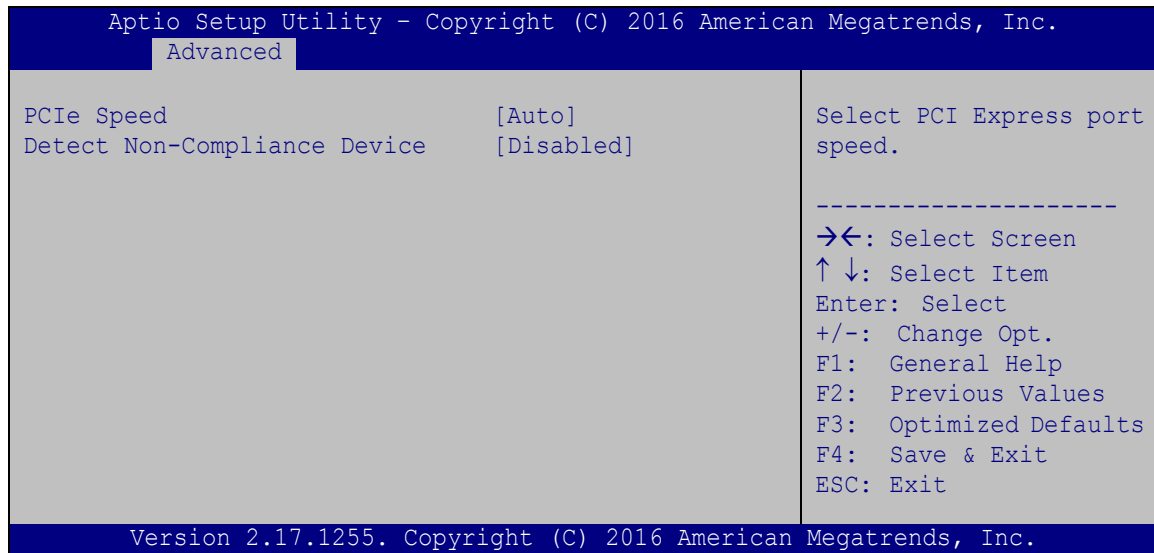 Aptio Setup Utility – Copyright (C) 2016 American Megatrends, Inc.
Advanced
PCIe Speed [Auto]
Detect Non-Compliance Device [Disabled]
Select PCI Express port
speed.
---------------------
→←: Select Screen
↑ ↓: Select Item
Enter: Select
+/-: Change Opt.
F1: General Help
F2: Previous Values
F3: Optimized Defaults
F4: Save & Exit
ESC: Exit
Version 2.17.1255. Copyright (C) 2016 American Megatrends, Inc.